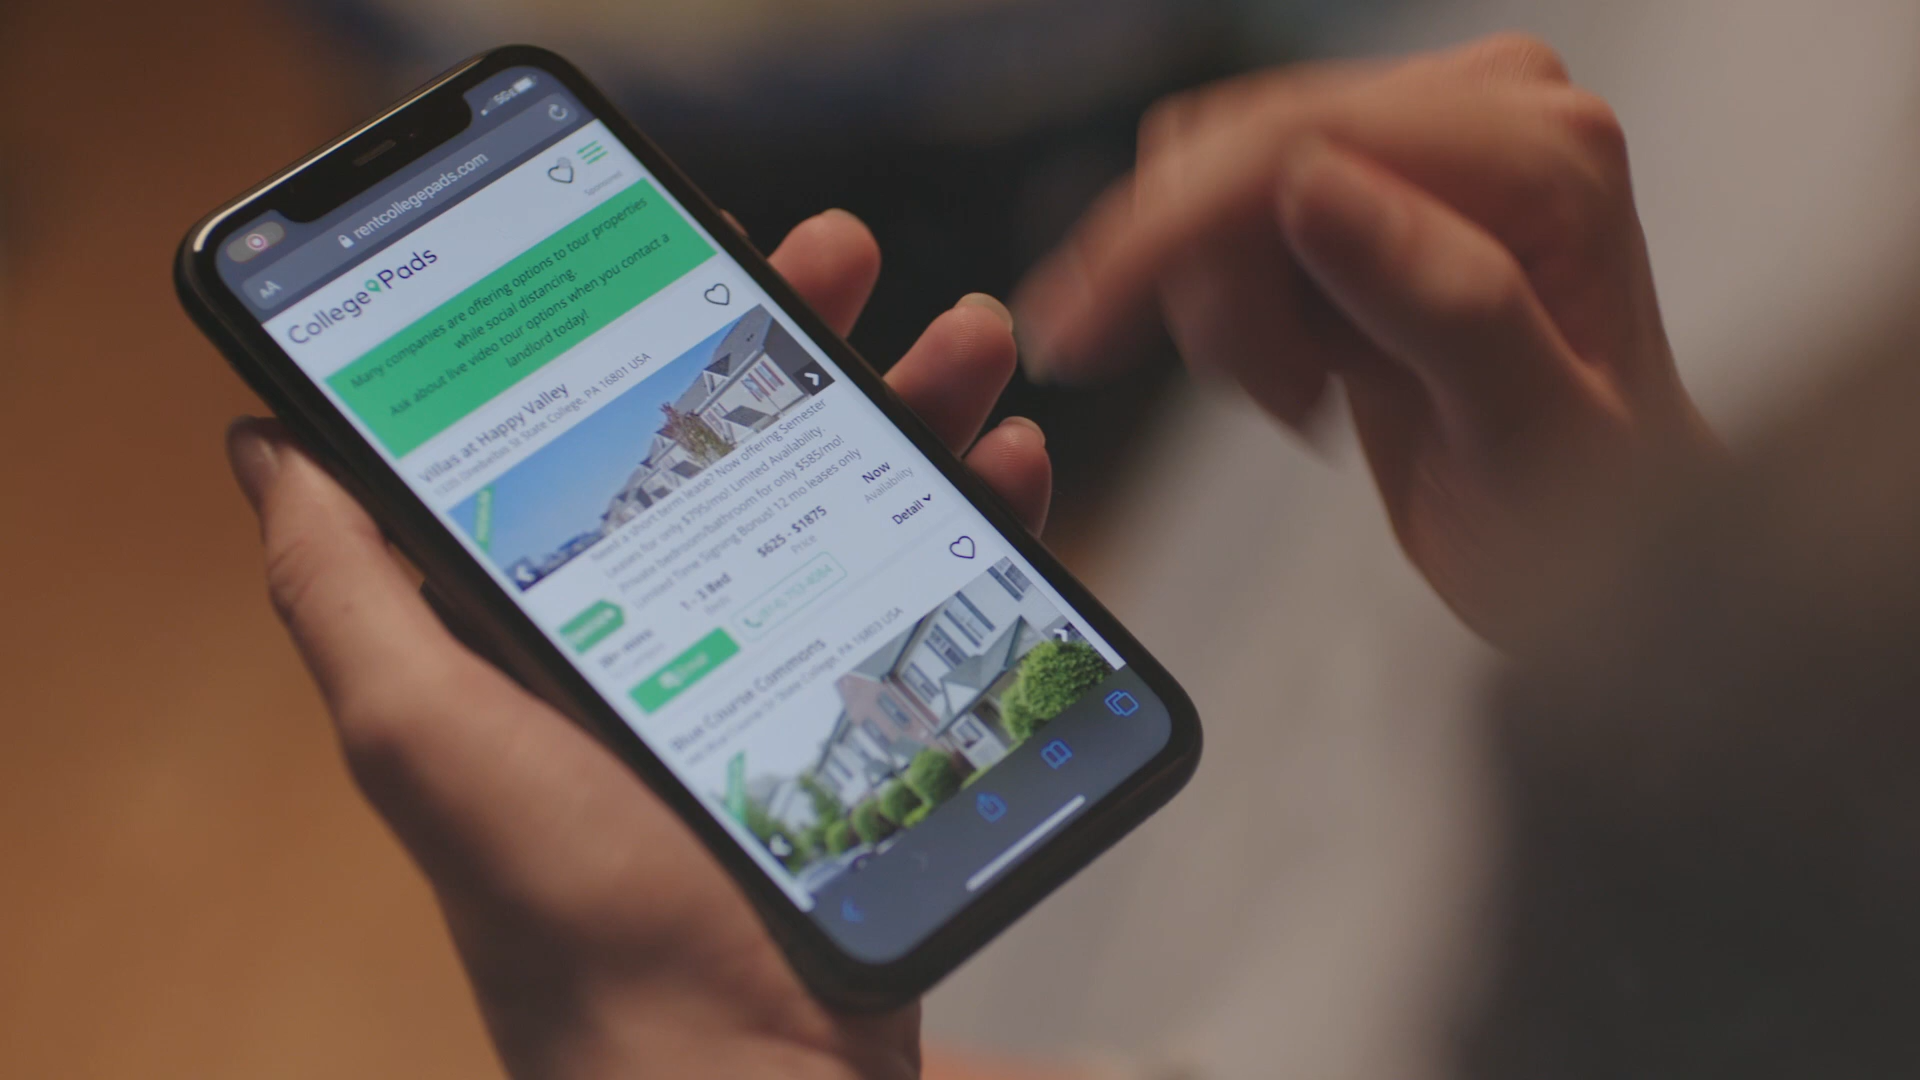 5G
rentcollegepads.com
AA
College Pads
Sponsored
Many companies are offering options to tour properties
while social distancing.
Ask about live video tour options when you contact a
landlord today!
Villas at Happy Valley
State College, PA 16801 USA
Need a short term lease? Now offering Semester
Leases for only $795/mo! Limited Availability.
Private bedroom/bathroom for only $585/mo!
Limited Time Signing Bonus! 12 mo leases only
1 - 3 Bed
$625 - $1875
Price
Now
Availability
Detail
Blue Course Commons
State College, PA 16803 USA